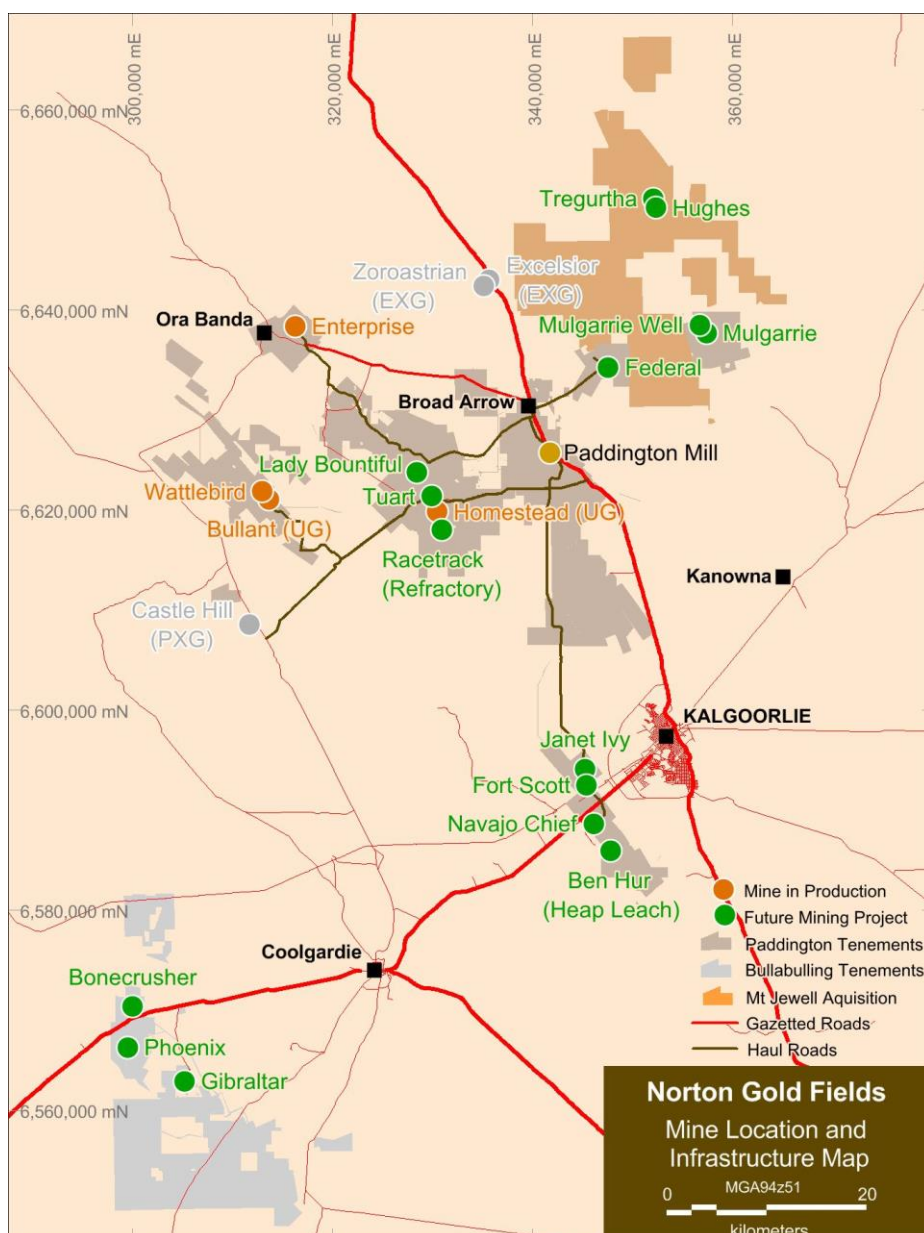 300,000 mE
320,000 mE
340,000 mE
360,000 mE
6,660,000 mN
Tregurtha
Hughes
Zoroastrian
(EXG)
Excelsior
(EXG)
6,640,000 mN
Ora Banda
Enterprise
Mulgarrie Well
Mulgarrie
Federal
Broad Arrow
Paddington Mill
Lady Bountiful
Wattlebird
Tuart
6,620,000 mN
Bullant (UG)
Homestead (UG)
Racetrack
(Refractory)
Kanowna
Castle Hill
(PXG)
6,600,000 mN
KALGOORLIE
Janet Ivy
Fort Scott
Navajo Chief
Ben Hur
(Heap Leach)
6,580,000 mN
Coolgardie
Bonecrusher
Phoenix
Gibraltar
6,560,000 mN
Mine in Production
Future Mining Project
Paddington Tenements
Bullabulling Tenements
Mt Jewell Aquisition
Gazetted Roads
Haul Roads
Norton Gold Fields
Mine Location and
Infrastructure Map
MGA94z51
0 20
kilometers